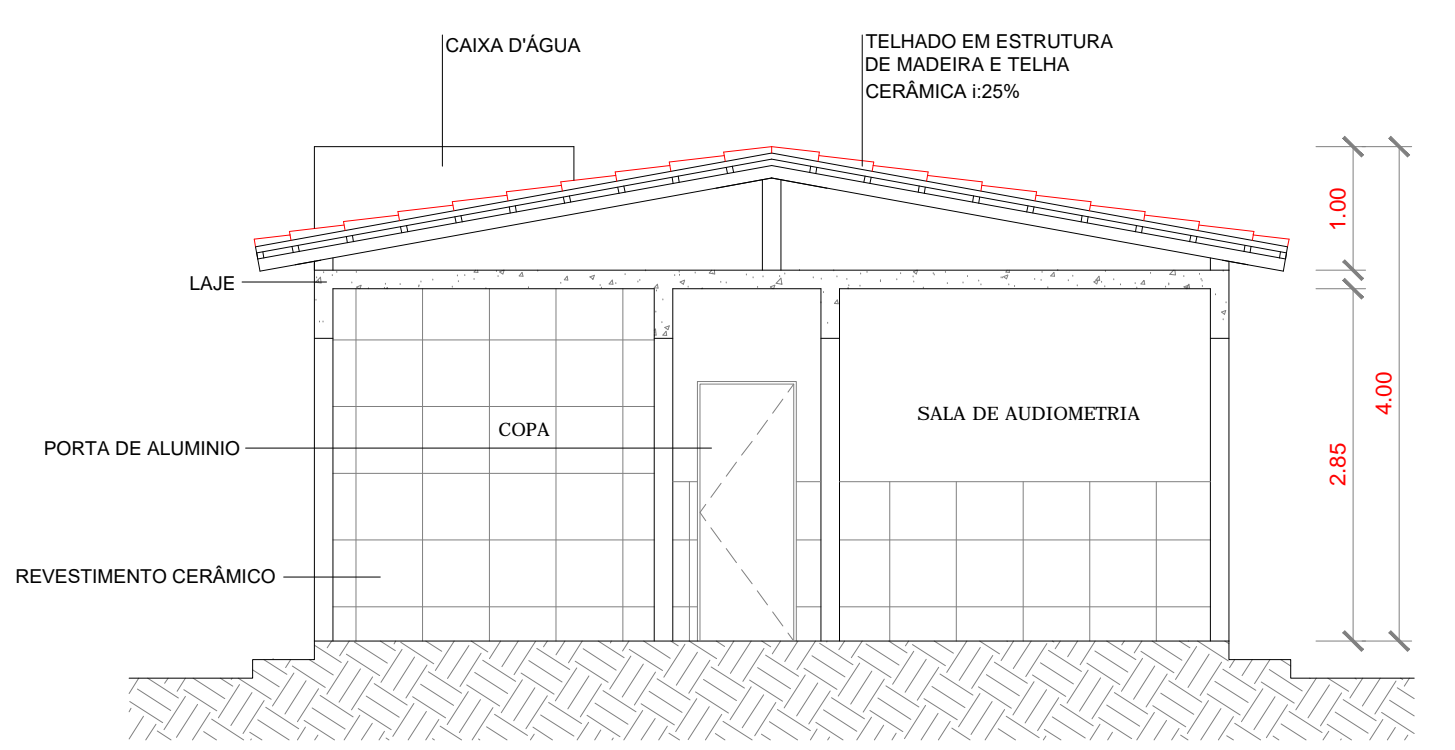 CAIXA D'ÁGUA
TELHADO EM ESTRUTURA
DE MADEIRA E TELHA
CERÂMICA i:25%
1.00
LAJE
4.00
SALA DE AUDIOMETRIA
COPA
PORTA DE ALUMINIO
2.85
REVESTIMENTO CERÂMICO